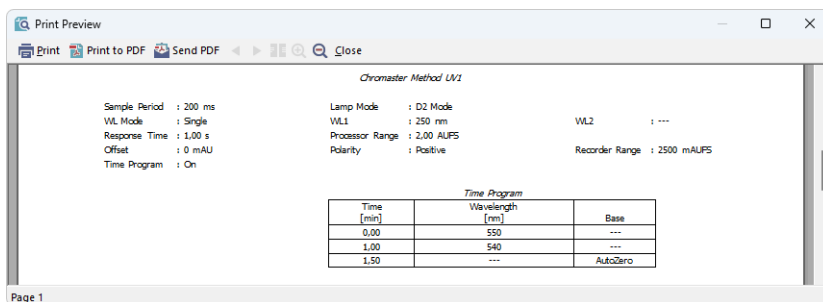 Print Preview
Print Print to PDF Send PDF Close
Chromaster Method UV1
Sample Period : 200 ms Lamp Mode : D2 Mode
WL Mode : Single WL1 : 250 nm WL2 : ---
Response Time : 1,00 s Processor Range : 2,00 AUFS
Offset : 0 mAU Polarity : Positive Recorder Range : 2500 mAUFS
Time Program : On
Time Program
Time Wavelength
[min] [nm] Base
0,00 550 ---
1,00 540 ---
1,50 --- AutoZero
Page 1